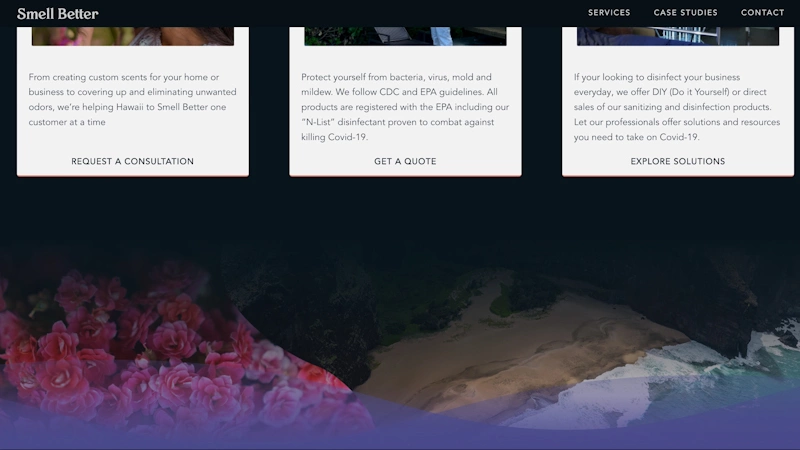 Smell Better
SERVICES
CASE STUDIES
CONTACT
From creating custom scents for your home or
business to covering up and eliminating unwanted
odors, we're helping Hawaii to Smell Better one
customer at a time
REQUEST A CONSULTATION
Protect yourself from bacteria, virus, mold and
mildew. We follow CDC and EPA guidelines. All
products are registered with the EPA including our
"N-List" disinfectant proven to combat against
killing Covid-19.
GET A QUOTE
If your looking to disinfect your business
everyday, we offer DIY (Do it Yourself) or direct
sales of our sanitizing and disinfection products.
Let our professionals offer solutions and resources
you need to take on Covid-19.
EXPLORE SOLUTIONS